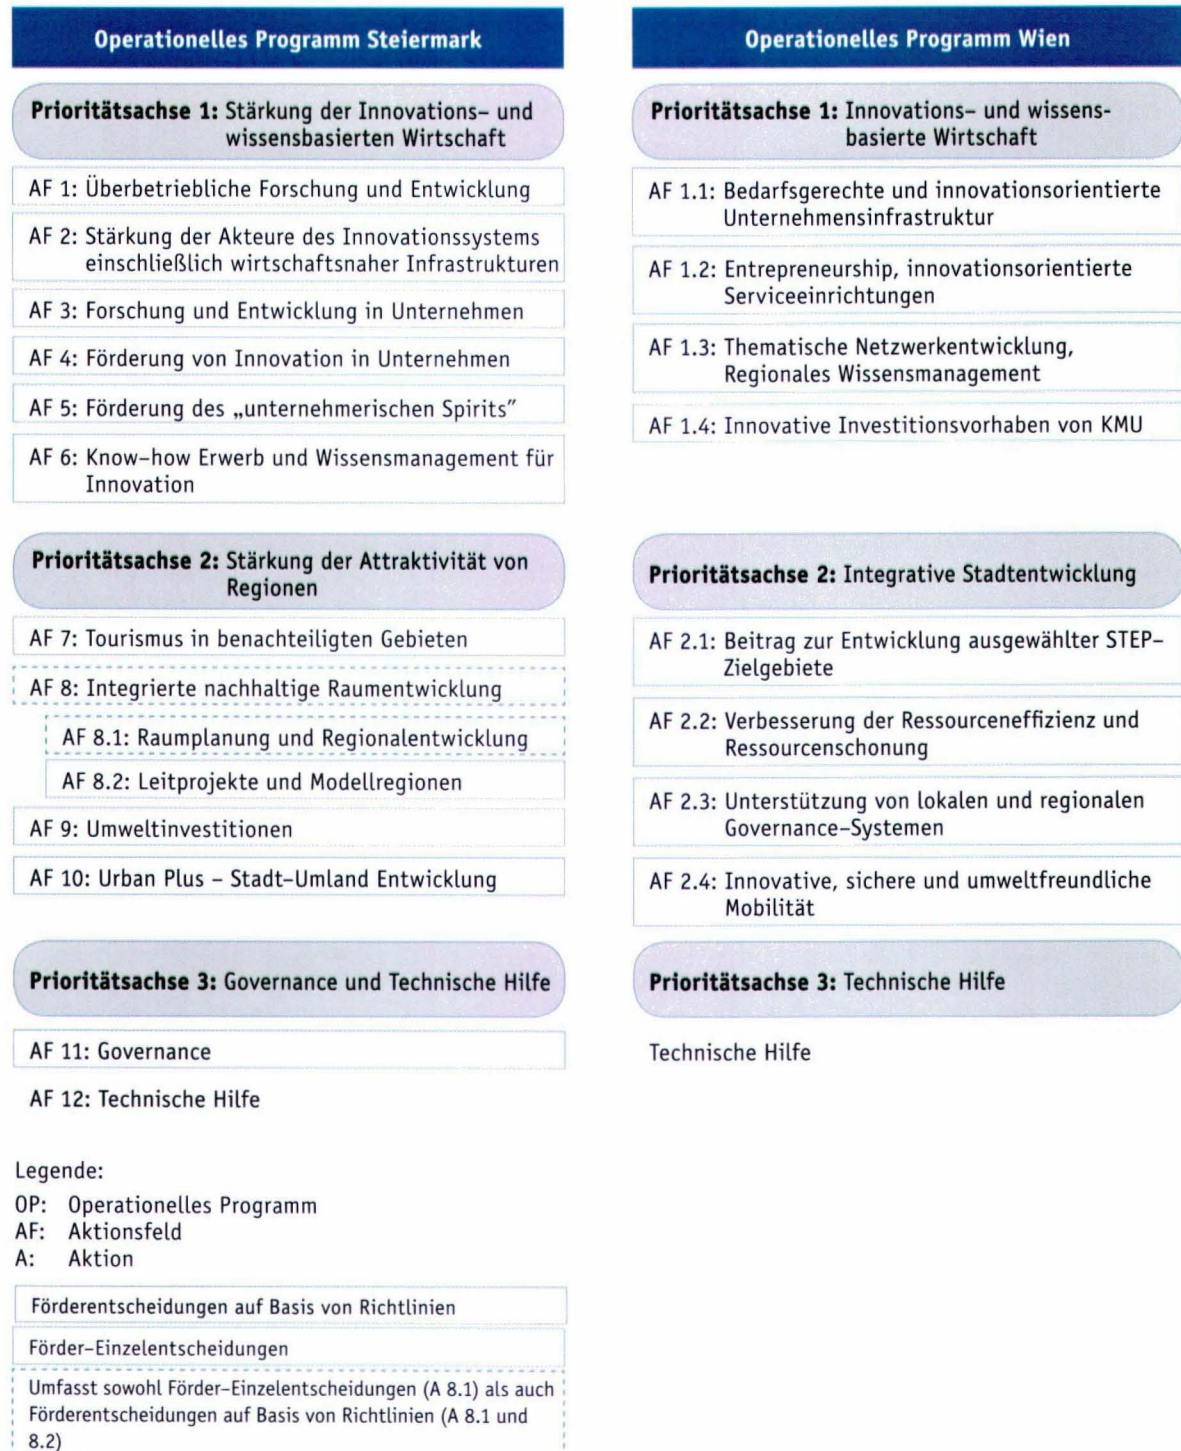 Operationelles Programm Steiermark
Prioritätsachse 1: Stärkung der Innovations- und
wissensbasierten Wirtschaft
AF 1: Überbetriebliche Forschung und Entwicklung
AF 2: Stärkung der Akteure des Innovationssystems
einschließlich wirtschaftsnaher Infrastrukturen
AF 3: Forschung und Entwicklung in Unternehmen
AF 4: Förderung von Innovation in Unternehmen
AF 5: Förderung des „unternehmerischen Spirits"
AF 6: Know-how Erwerb und Wissensmanagement für
Innovation
Prioritätsachse 2: Stärkung der Attraktivität von
Regionen
AF 7: Tourismus in benachteiligten Gebieten
AF 8: Integrierte nachhaltige Raumentwicklung
AF 8.1: Raumplanung und Regionalentwicklung
AF 8.2: Leitprojekte und Modellregionen
AF 9: Umweltinvestitionen
AF 10: Urban Plus – Stadt-Umland Entwicklung
Prioritätsachse 3: Governance und Technische Hilfe
AF 11: Governance
AF 12: Technische Hilfe
Legende:
OP: Operationelles Programm
AF: Aktionsfeld
A: Aktion
Förderentscheidungen auf Basis von Richtlinien
Förder-Einzelentscheidungen
Umfasst sowohl Förder-Einzelentscheidungen (A 8.1) als auch
Förderentscheidungen auf Basis von Richtlinien (A 8.1 und
8.2)
Operationelles Programm Wien
Prioritätsachse 1: Innovations- und wissens-
basierte Wirtschaft
AF 1.1: Bedarfsgerechte und innovationsorientierte
Unternehmensinfrastruktur
AF 1.2: Entrepreneurship, innovationsorientierte
Serviceeinrichtungen
AF 1.3: Thematische Netzwerkentwicklung,
Regionales Wissensmanagement
AF 1.4: Innovative Investitionsvorhaben von KMU
Prioritätsachse 2: Integrative Stadtentwicklung
AF 2.1: Beitrag zur Entwicklung ausgewählter STEP-
Zielgebiete
AF 2.2: Verbesserung der Ressourceneffizienz und
Ressourcenschonung
AF 2.3: Unterstützung von lokalen und regionalen
Governance-Systemen
AF 2.4: Innovative, sichere und umweltfreundliche
Mobilität
Prioritätsachse 3: Technische Hilfe
Technische Hilfe